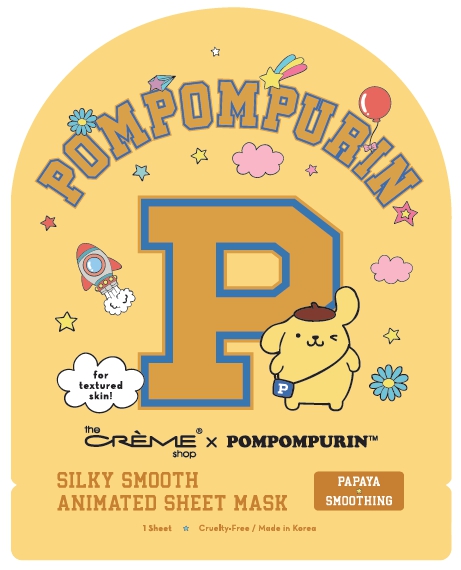 POMPOMPURIN
P
P
for
textured
skin!
the
CRÈME®
shop
x POMPOMPURIN™
SILKY SMOOTH
ANIMATED SHEET MASK
PAPAYA
SMOOTHING
1 Sheet
Cruelty-Free / Made in Korea